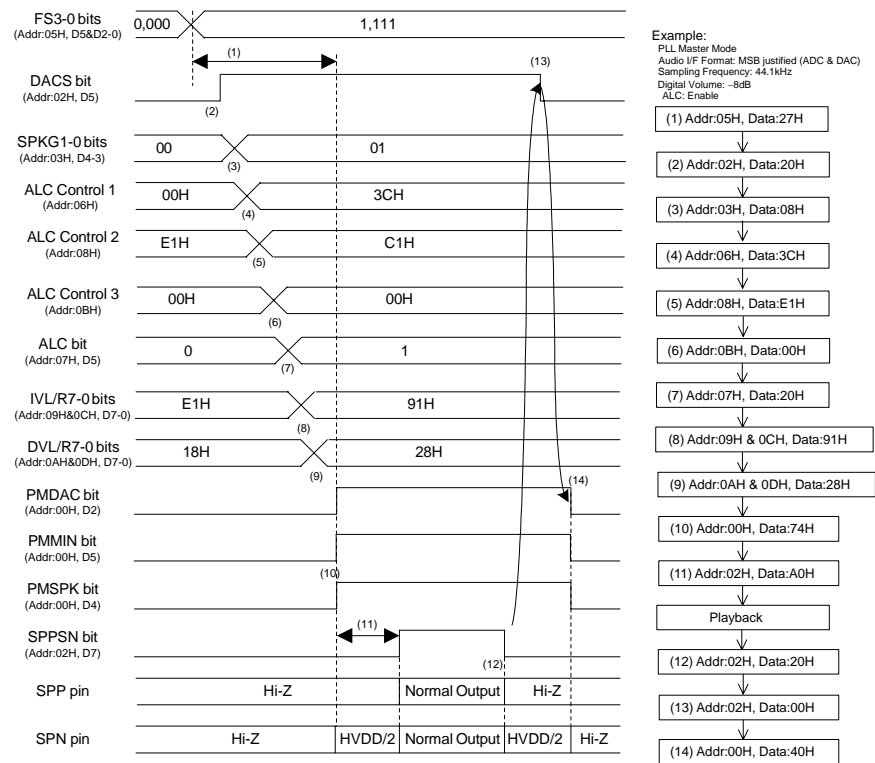 FS3-0 bits
(Addr:05H, D5&D2-0)
0,000
1,111
(1)
(13)
DACS bit
(Addr:02H, D5)
(2)
SPKG1-0 bits
(Addr:03H, D4-3)
00
01
(3)
ALC Control 1
(Addr:06H)
00H
3CH
(4)
ALC Control 2
(Addr:08H)
E1H
C1H
(5)
ALC Control 3
(Addr:0BH)
00H
00H
(6)
ALC bit
(Addr:07H, D5)
0
1
(7)
IVL/R7-0 bits
(Addr:09H&0CH, D7-0)
E1H
91H
(8)
DVL/R7-0 bits
(Addr:0AH&0DH, D7-0)
18H
28H
(9)
PMDAC bit
(Addr:00H, D2)
(14)
PMMIN bit
(Addr:00H, D5)
(10)
PMSPK bit
(Addr:00H, D4)
(11)
SPPSN bit
(Addr:02H, D7)
(12)
SPP pin
Hi-Z
Normal Output
Hi-Z
SPN pin
Hi-Z
HVDD/2
Normal Output
HVDD/2
Hi-Z
Example:
PLL Master Mode
Audio I/F Format: MSB justified (ADC & DAC)
Sampling Frequency: 44.1kHz
Digital Volume: −8dB
ALC: Enable
(1) Addr:05H, Data:27H
(2) Addr:02H, Data:20H
(3) Addr:03H, Data:08H
(4) Addr:06H, Data:3CH
(5) Addr:08H, Data:E1H
(6) Addr:0BH, Data:00H
(7) Addr:07H, Data:20H
(8) Addr:09H & 0CH, Data:91H
(9) Addr:0AH & 0DH, Data:28H
(10) Addr:00H, Data:74H
(11) Addr:02H, Data:A0H
Playback
(12) Addr:02H, Data:20H
(13) Addr:02H, Data:00H
(14) Addr:00H, Data:40H